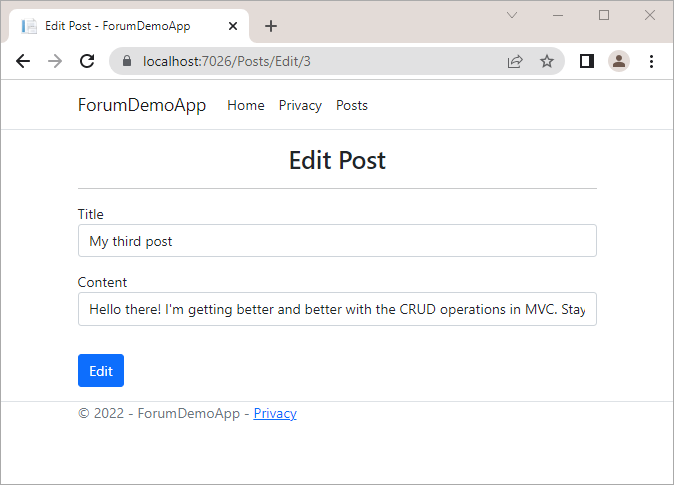 Edit Post - ForumDemoApp
localhost:7026/Posts/Edit/3
ForumDemoApp Home Privacy Posts
Edit Post
Title
My third post
Content
Hello there! I'm getting better and better with the CRUD operations in MVC. Stay
Edit
© 2022 - ForumDemoApp - Privacy